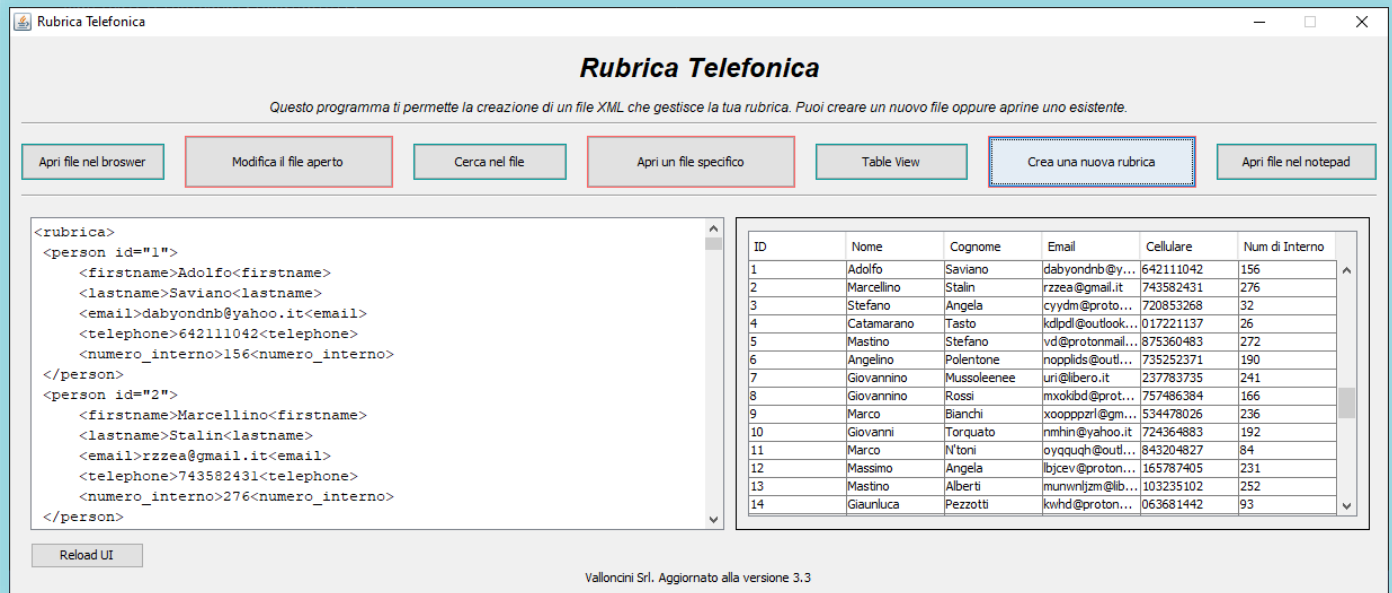 Rubrica Telefonica
Rubrica Telefonica
Questo programma ti permette la creazione di un file XML che gestisce la tua rubrica. Puoi creare un nuovo file oppure aprine uno esistente.
Apri file nel broswer Modifica il file aperto Cerca nel file Apri un file specifico Table View Crea una nuova rubrica Apri file nel notepad
<rubrica>
<person id="1">
<firstname>Adolfo<firstname>
<lastname>Saviano<lastname>
<email>dabyondnb@yahoo.it<email>
<telephone>642111042<telephone>
<numero_interno>156<numero_interno>
</person>
<person id="2">
<firstname>Marcellino<firstname>
<lastname>Stalin<lastname>
<email>rzzea@gmail.it<email>
<telephone>743582431<telephone>
<numero_interno>276<numero_interno>
</person>
ID Nome Cognome Email Cellulare Num di Interno
1 Adolfo Saviano dabyondnb@y... 642111042 156
2 Marcellino Stalin rzzea@gmail.it 743582431 276
3 Stefano Angela cyydm@proto... 720853268 32
4 Catamarano Tasto kdlpdl@outlook... 017221137 26
5 Mastino Stefano vd@protonmail... 875360483 272
6 Angelino Polentone nopplids@outl... 735252371 190
7 Giovannino Mussoleenee uri@libero.it 237783735 241
8 Giovannino Rossi mxokibd@prot... 757486384 166
9 Marco Bianchi xoopppzrl@gm... 534478026 236
10 Giovanni Torquato nmhin@yahoo.it 724364883 192
11 Marco N'toni oyqquqh@outl... 843204827 84
12 Massimo Angela lbjcev@proton... 165787405 231
13 Mastino Alberti munwnljzm@lib... 103235102 252
14 Giaunluca Pezzotti kwhd@proton... 063681442 93
Reload UI
Valloncini Srl. Aggiornato alla versione 3.3